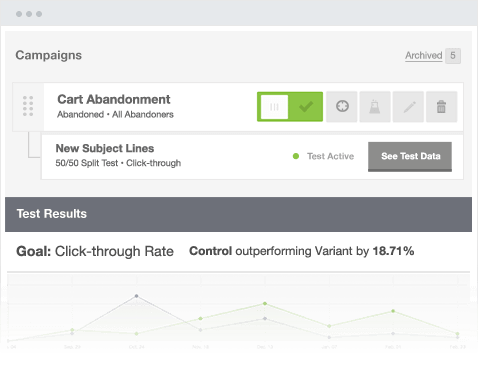 Campaigns
Archived 5
Cart Abandonment
Abandoned • All Abandoners
New Subject Lines
50/50 Split Test • Click-through
Test Active
See Test Data
Test Results
Goal: Click-through Rate
Control outperforming Variant by 18.71%